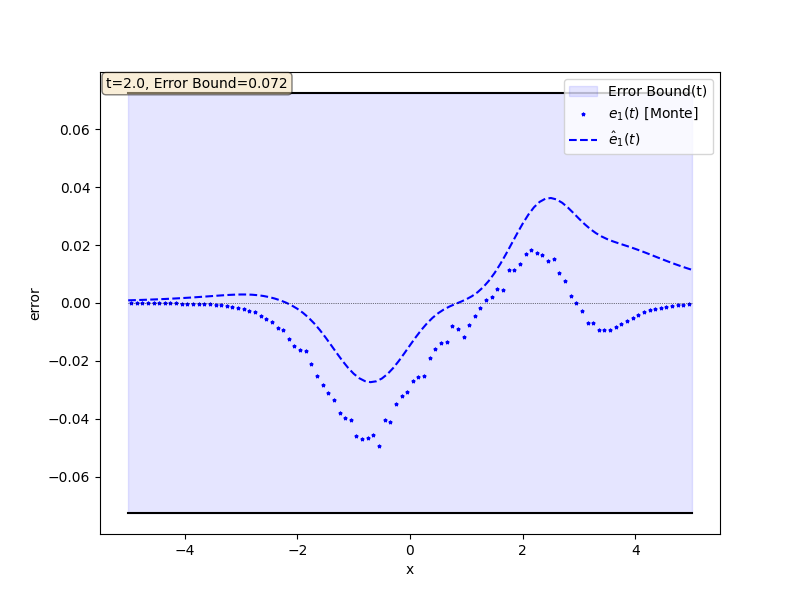 t=2.0, Error Bound=0.072
Error Bound(t)
e₁(t) [Monte]
ê₁(t)
error
0.06
0.04
0.02
0.00
−0.02
−0.04
−0.06
−4
−2
0
2
4
x